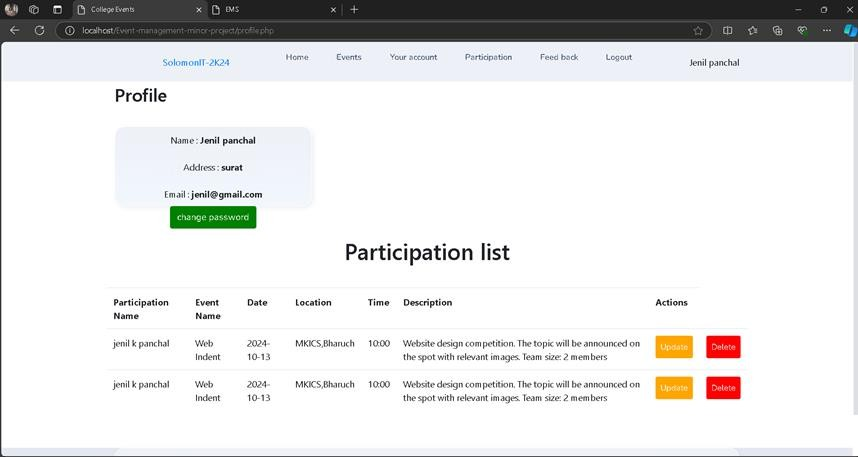 College Events
EMS
localhost/Event-management-minor-project/profile.php
SolomonIT-2K24 Home Events Your account Participation Feed back Logout Jenil panchal
Profile
Name : Jenil panchal
Address : surat
Email : jenil@gmail.com
change password
Participation list
Participation Name Event Name Date Location Time Description Actions
jenil k panchal Web Indent 2024-10-13 MKICS,Bharuch 10:00 Website design competition. The topic will be announced on the spot with relevant images. Team size: 2 members Update Delete
jenil k panchal Web Indent 2024-10-13 MKICS,Bharuch 10:00 Website design competition. The topic will be announced on the spot with relevant images. Team size: 2 members Update Delete